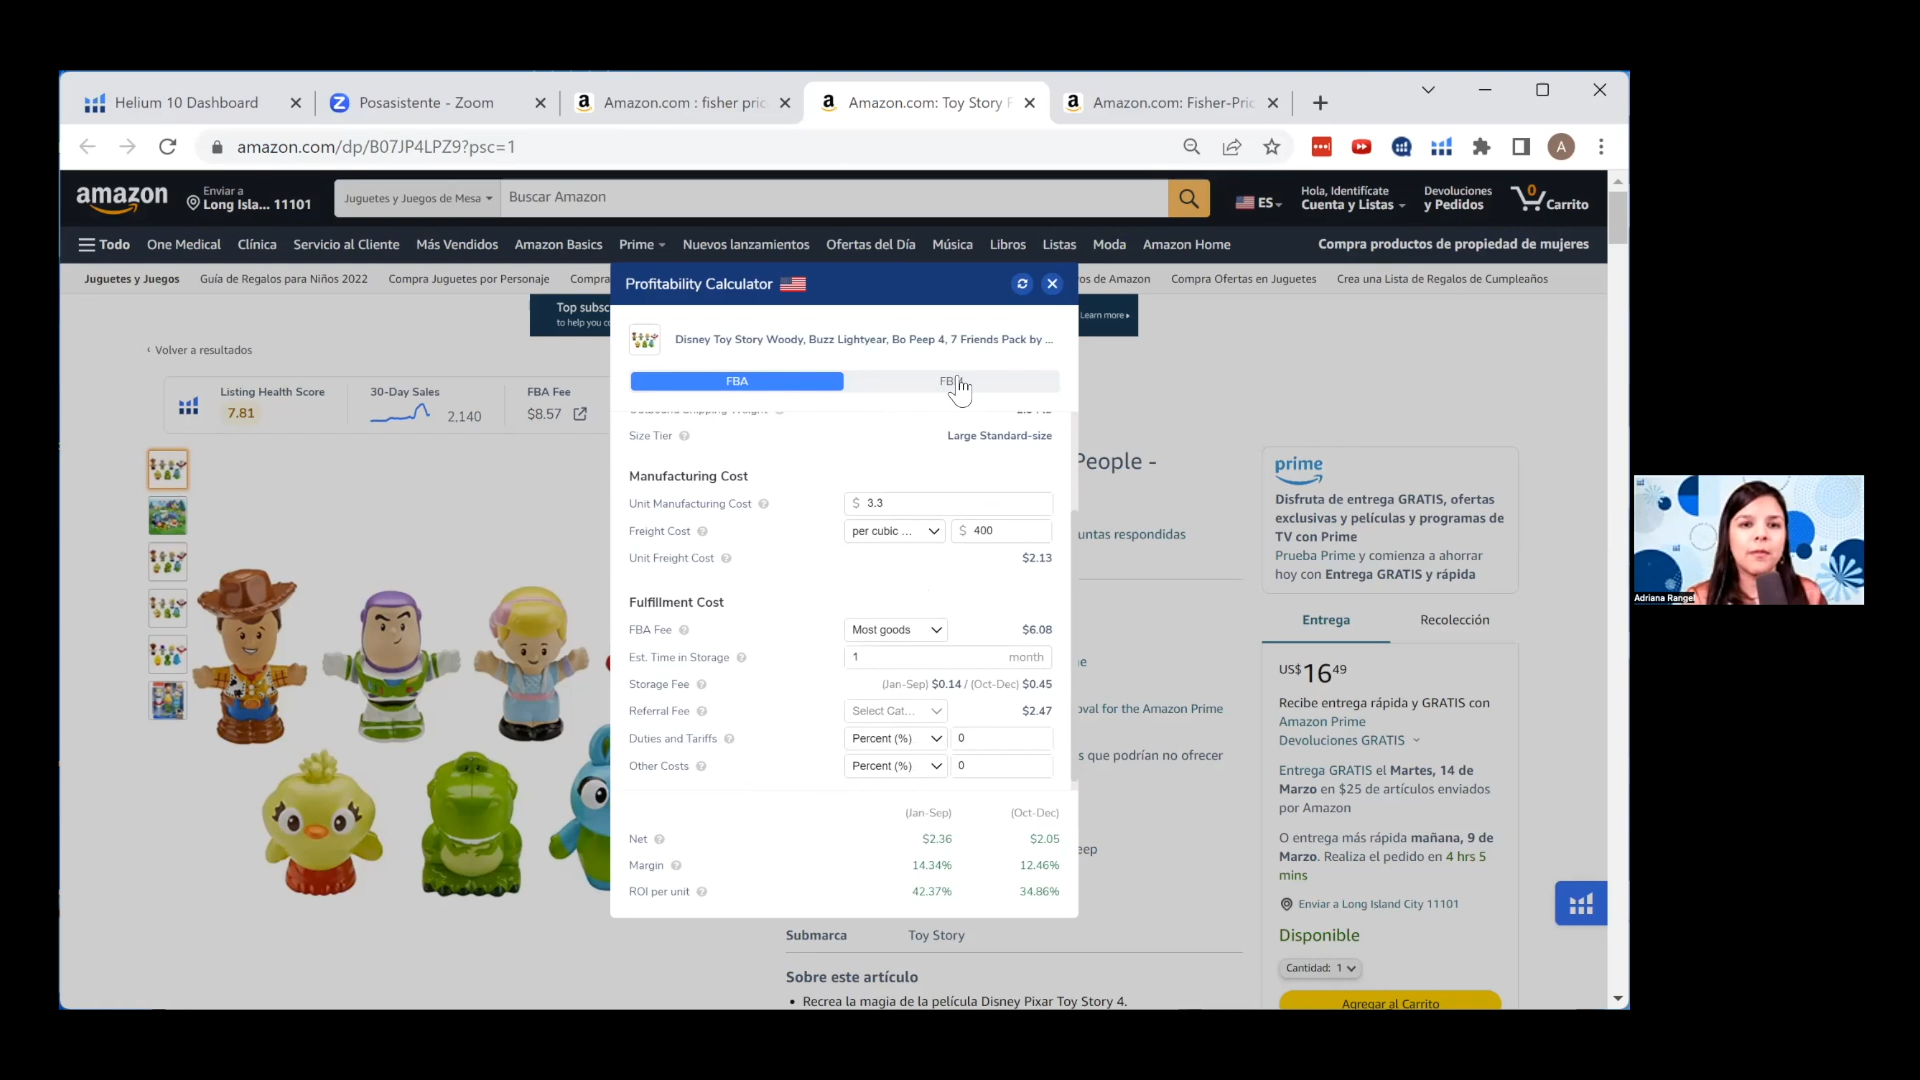 Helium 10 Dashboard
Posasistente - Zoom
Amazon.com : fisher pric
Amazon.com: Toy Story F
Amazon.com: Fisher-Pric
amazon.com/dp/B07JP4LPZ9?psc=1
A
amazon
Enviar a
Long Isla... 11101
Juguetes y Juegos de Mesa
Buscar Amazon
ES
Hola, Identifícate
Cuenta y Listas
Devoluciones
y Pedidos
0
Carrito
Todo
One Medical
Clínica
Servicio al Cliente
Más Vendidos
Amazon Basics
Prime
Nuevos lanzamientos
Ofertas del Día
Música
Libros
Listas
Moda
Amazon Home
Compra productos de propiedad de mujeres
Juguetes y Juegos
Guía de Regalos para Niños 2022
Compra Juguetes por Personaje
Compra
os de Amazon
Compra Ofertas en Juguetes
Crea una Lista de Regalos de Cumpleaños
Top subsc
to help you co
Learn more
‹ Volver a resultados
Listing Health Score
7.81
30-Day Sales
2,140
FBA Fee
$8.57
Profitability Calculator
Disney Toy Story Woody, Buzz Lightyear, Bo Peep 4, 7 Friends Pack by ...
FBA
Size Tier
Large Standard-size
Manufacturing Cost
Unit Manufacturing Cost
$ 3.3
Freight Cost
per cubic ...
$ 400
Unit Freight Cost
$2.13
Fulfillment Cost
FBA Fee
Most goods
$6.08
Est. Time in Storage
1
month
Storage Fee
(Jan-Sep) $0.14 / (Oct-Dec) $0.45
Referral Fee
Select Cat...
$2.47
Duties and Tariffs
Percent (%)
0
Other Costs
Percent (%)
0
(Jan-Sep)
(Oct-Dec)
Net
$2.36
$2.05
Margin
14.34%
12.46%
ROI per unit
42.37%
34.86%
People -
untas respondidas
e
oval for the Amazon Prime
s que podrían no ofrecer
eep
Submarca
Toy Story
Sobre este artículo
• Recrea la magia de la película Disney Pixar Toy Story 4.
prime
Disfruta de entrega GRATIS, ofertas
exclusivas y películas y programas de
TV con Prime
Prueba Prime y comienza a ahorrar
hoy con Entrega GRATIS y rápida
Entrega
Recolección
US$16 49
Recibe entrega rápida y GRATIS con
Amazon Prime
Devoluciones GRATIS
Entrega GRATIS el Martes, 14 de
Marzo en $25 de artículos enviados
por Amazon
O entrega más rápida mañana, 9 de
Marzo. Realiza el pedido en 4 hrs 5
mins
Enviar a Long Island City 11101
Disponible
Cantidad: 1
Agregar al Carrito
Adriana Rangel